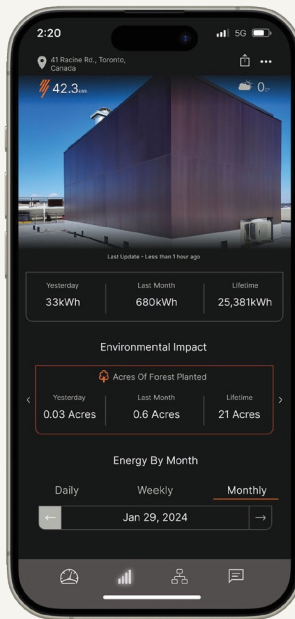 2:20
5G
41 Racine Rd., Toronto,
Canada
42.3kWh
0
Last Update - Less than 1 hour ago
Yesterday Last Month Lifetime
33kWh 680kWh 25,381kWh
Environmental Impact
Acres Of Forest Planted
Yesterday Last Month Lifetime
0.03 Acres 0.6 Acres 21 Acres
Energy By Month
Daily Weekly Monthly
Jan 29, 2024